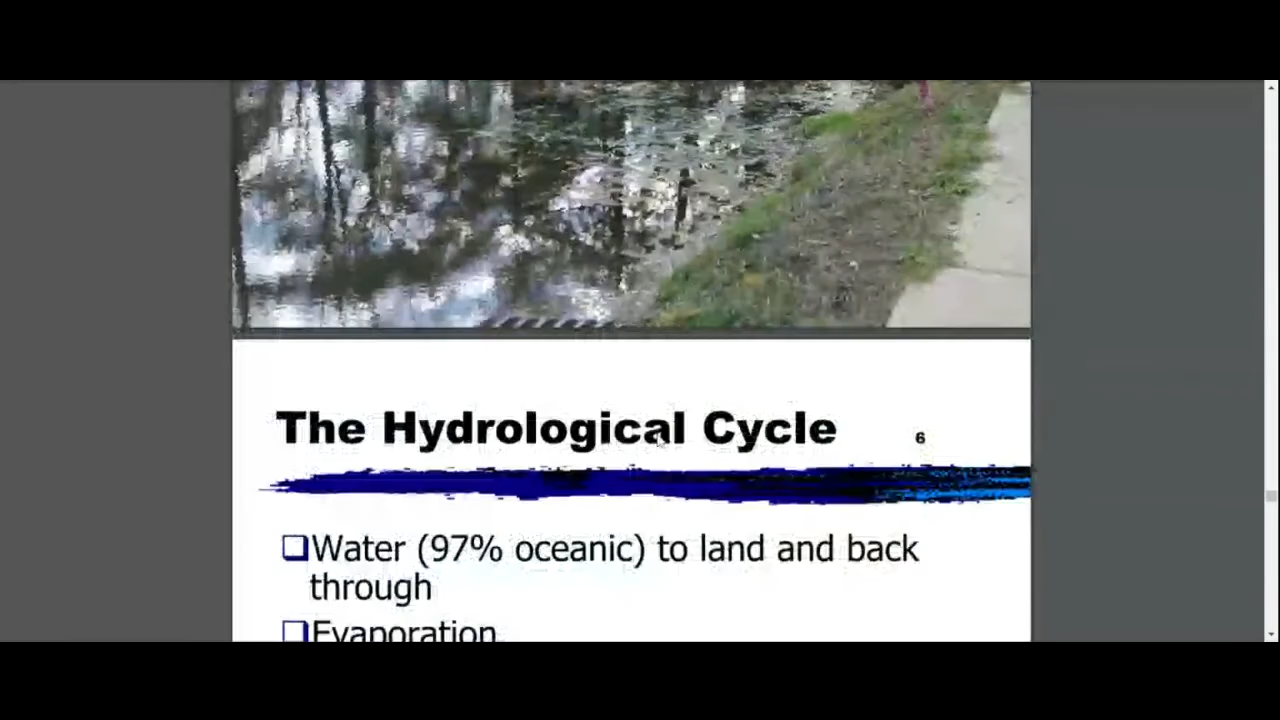 The Hydrological Cycle 6
❑Water (97% oceanic) to land and back
through
❑Evaporation